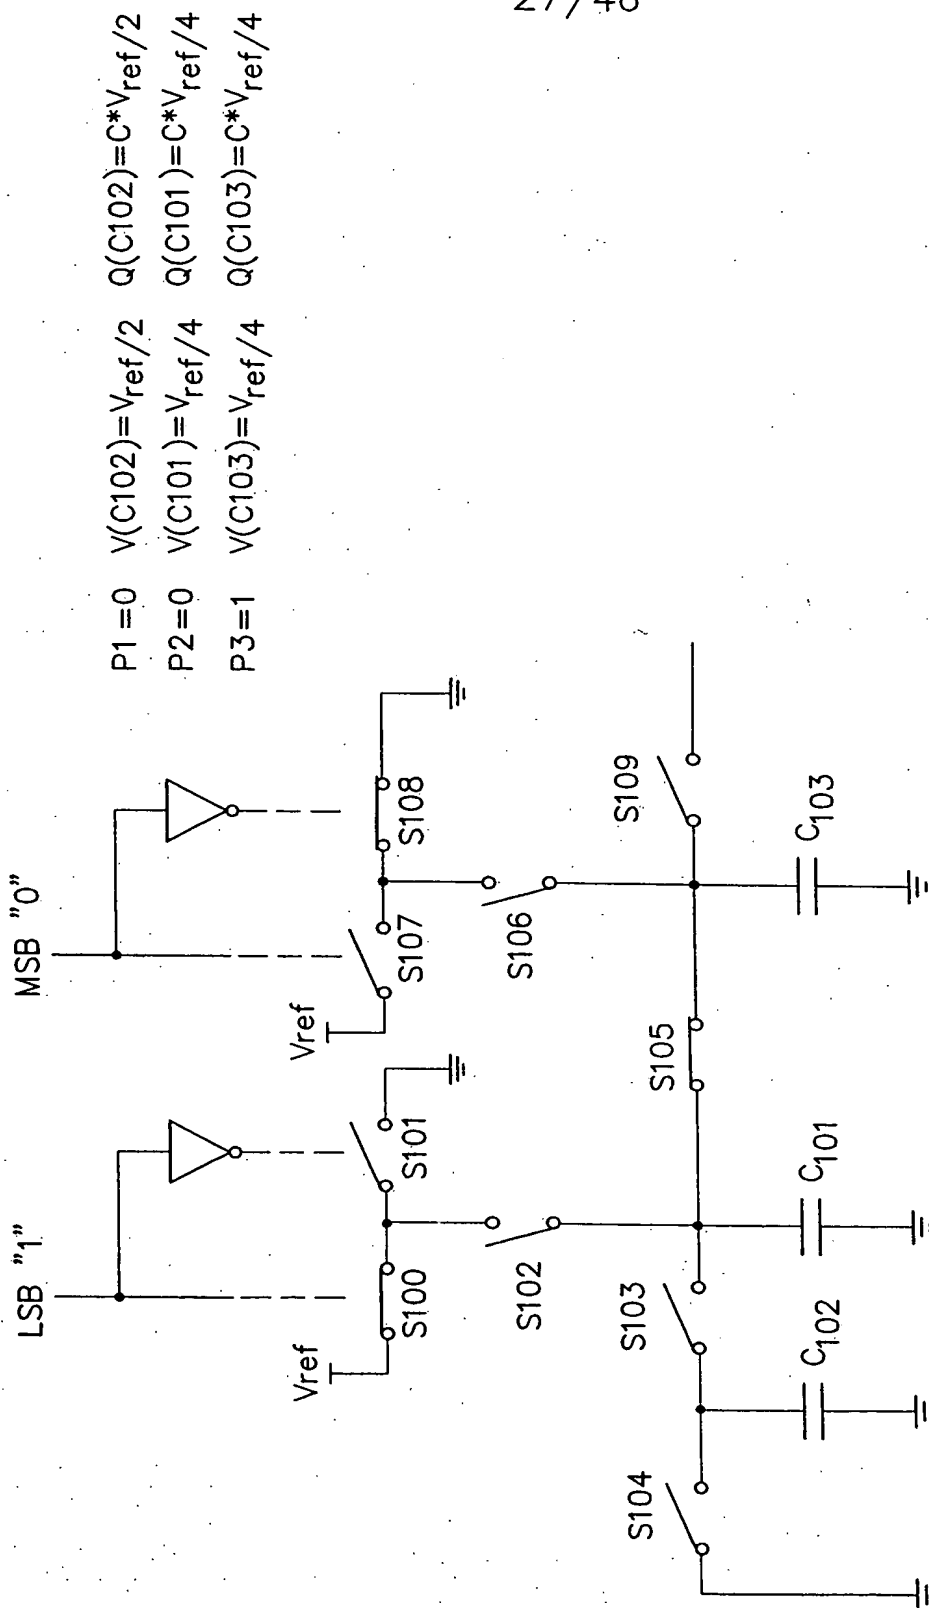 27/48
P1=0 V(C102)=Vref/2 Q(C102)=C*Vref/2
P2=0 V(C101)=Vref/4 Q(C101)=C*Vref/4
P3=1 V(C103)=Vref/4 Q(C103)=C*Vref/4
LSB "1"
MSB "0"
Vref
S100
S101
Vref
S107
S108
S102
S106
S104
S103
S105
S109
C102
C101
C103